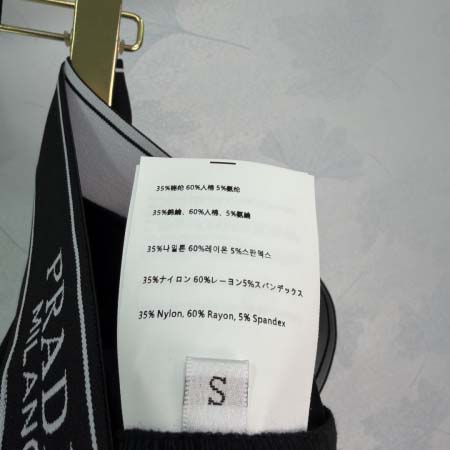 35%锦纶 60%人棉 5%氨纶
35%錦綸、60%人棉、5%氨綸
35%나일론 60%레이온 5%스판덱스
35%ナイロン 60%レーヨン5%スパンデックス
35% Nylon, 60% Rayon, 5% Spandex
S
PRAD
MILANO